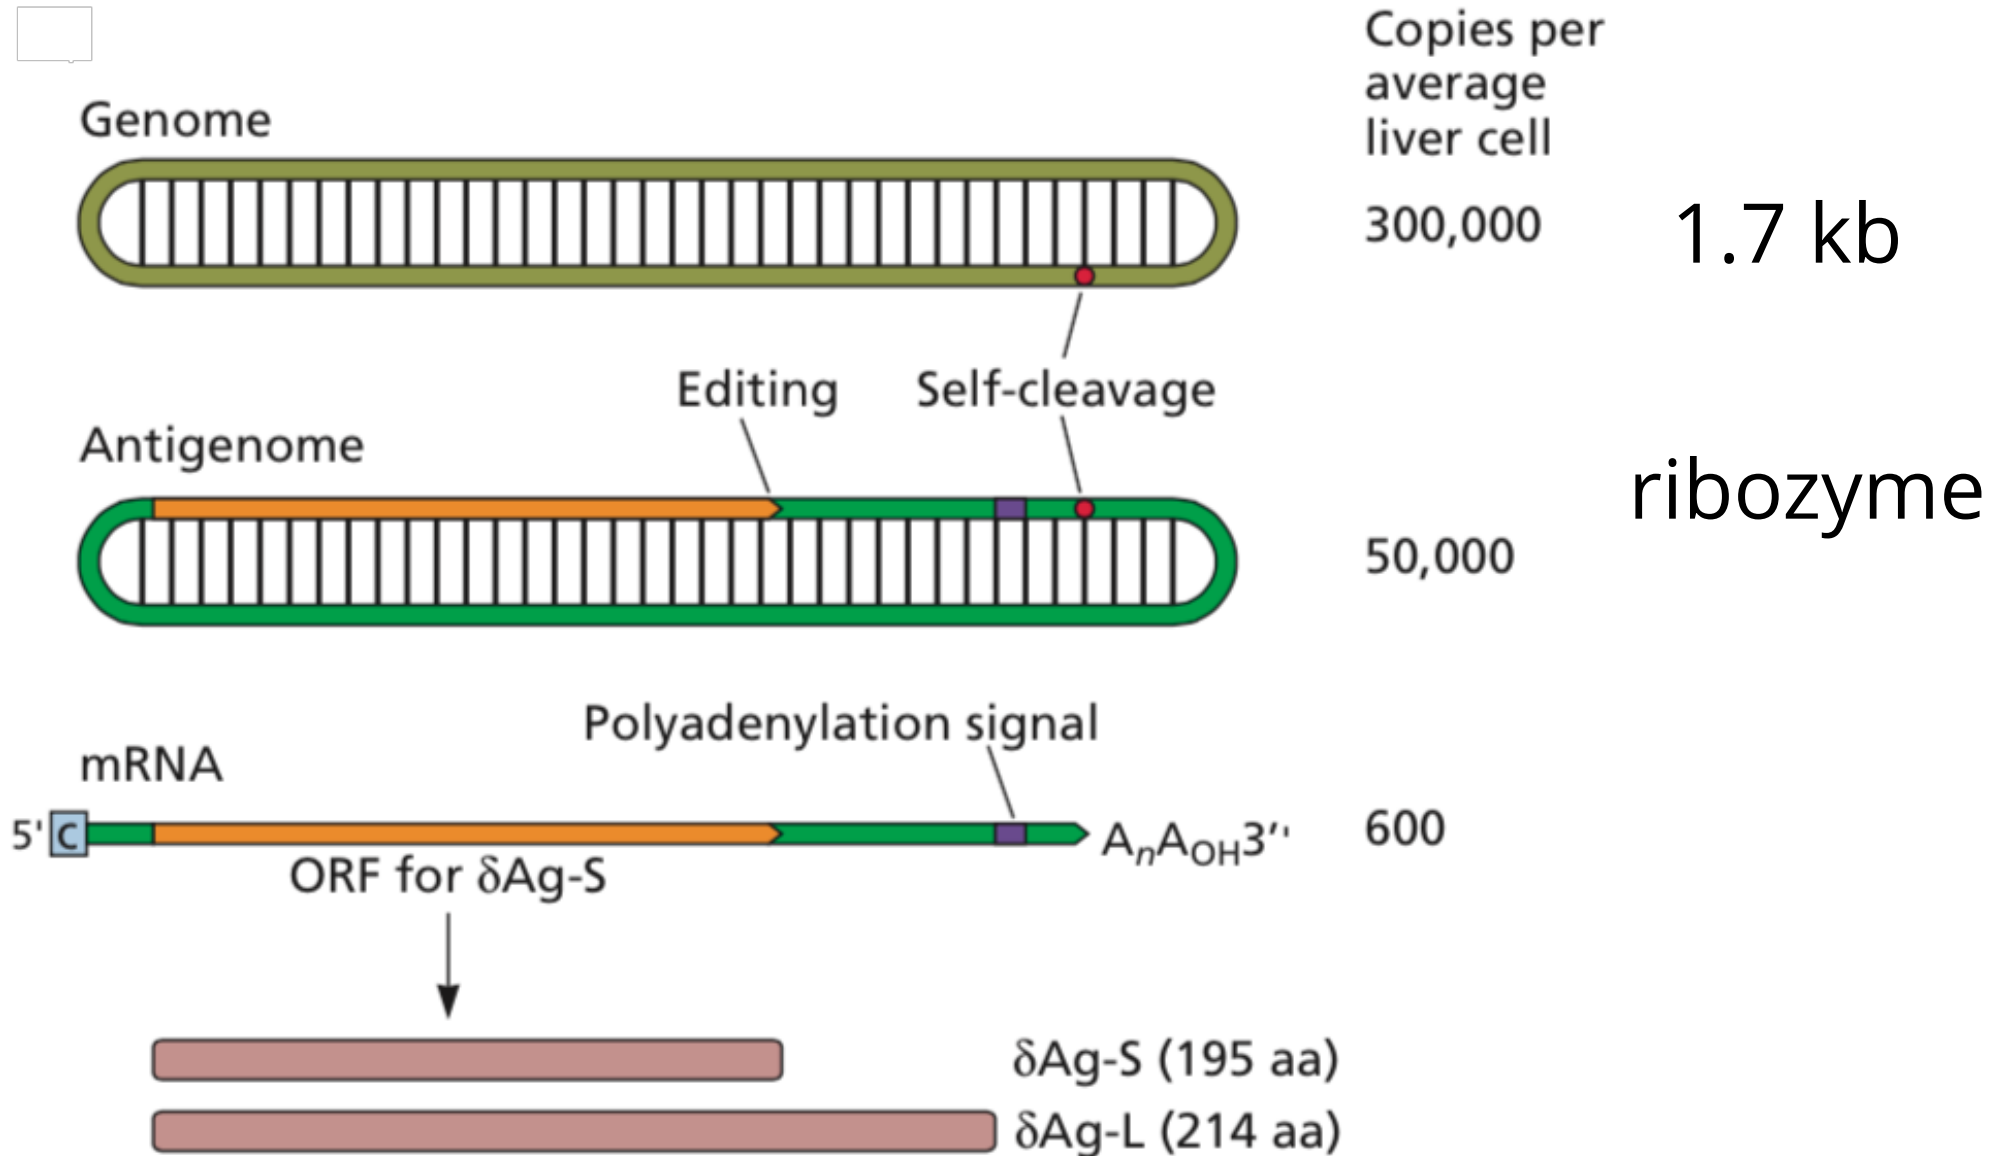 Copies per
average
liver cell
Genome
300,000
1.7 kb
Editing
Self-cleavage
Antigenome
ribozyme
50,000
Polyadenylation signal
mRNA
5' C
AnAOH3′'
600
ORF for δAg-S
δAg-S (195 aa)
δAg-L (214 aa)